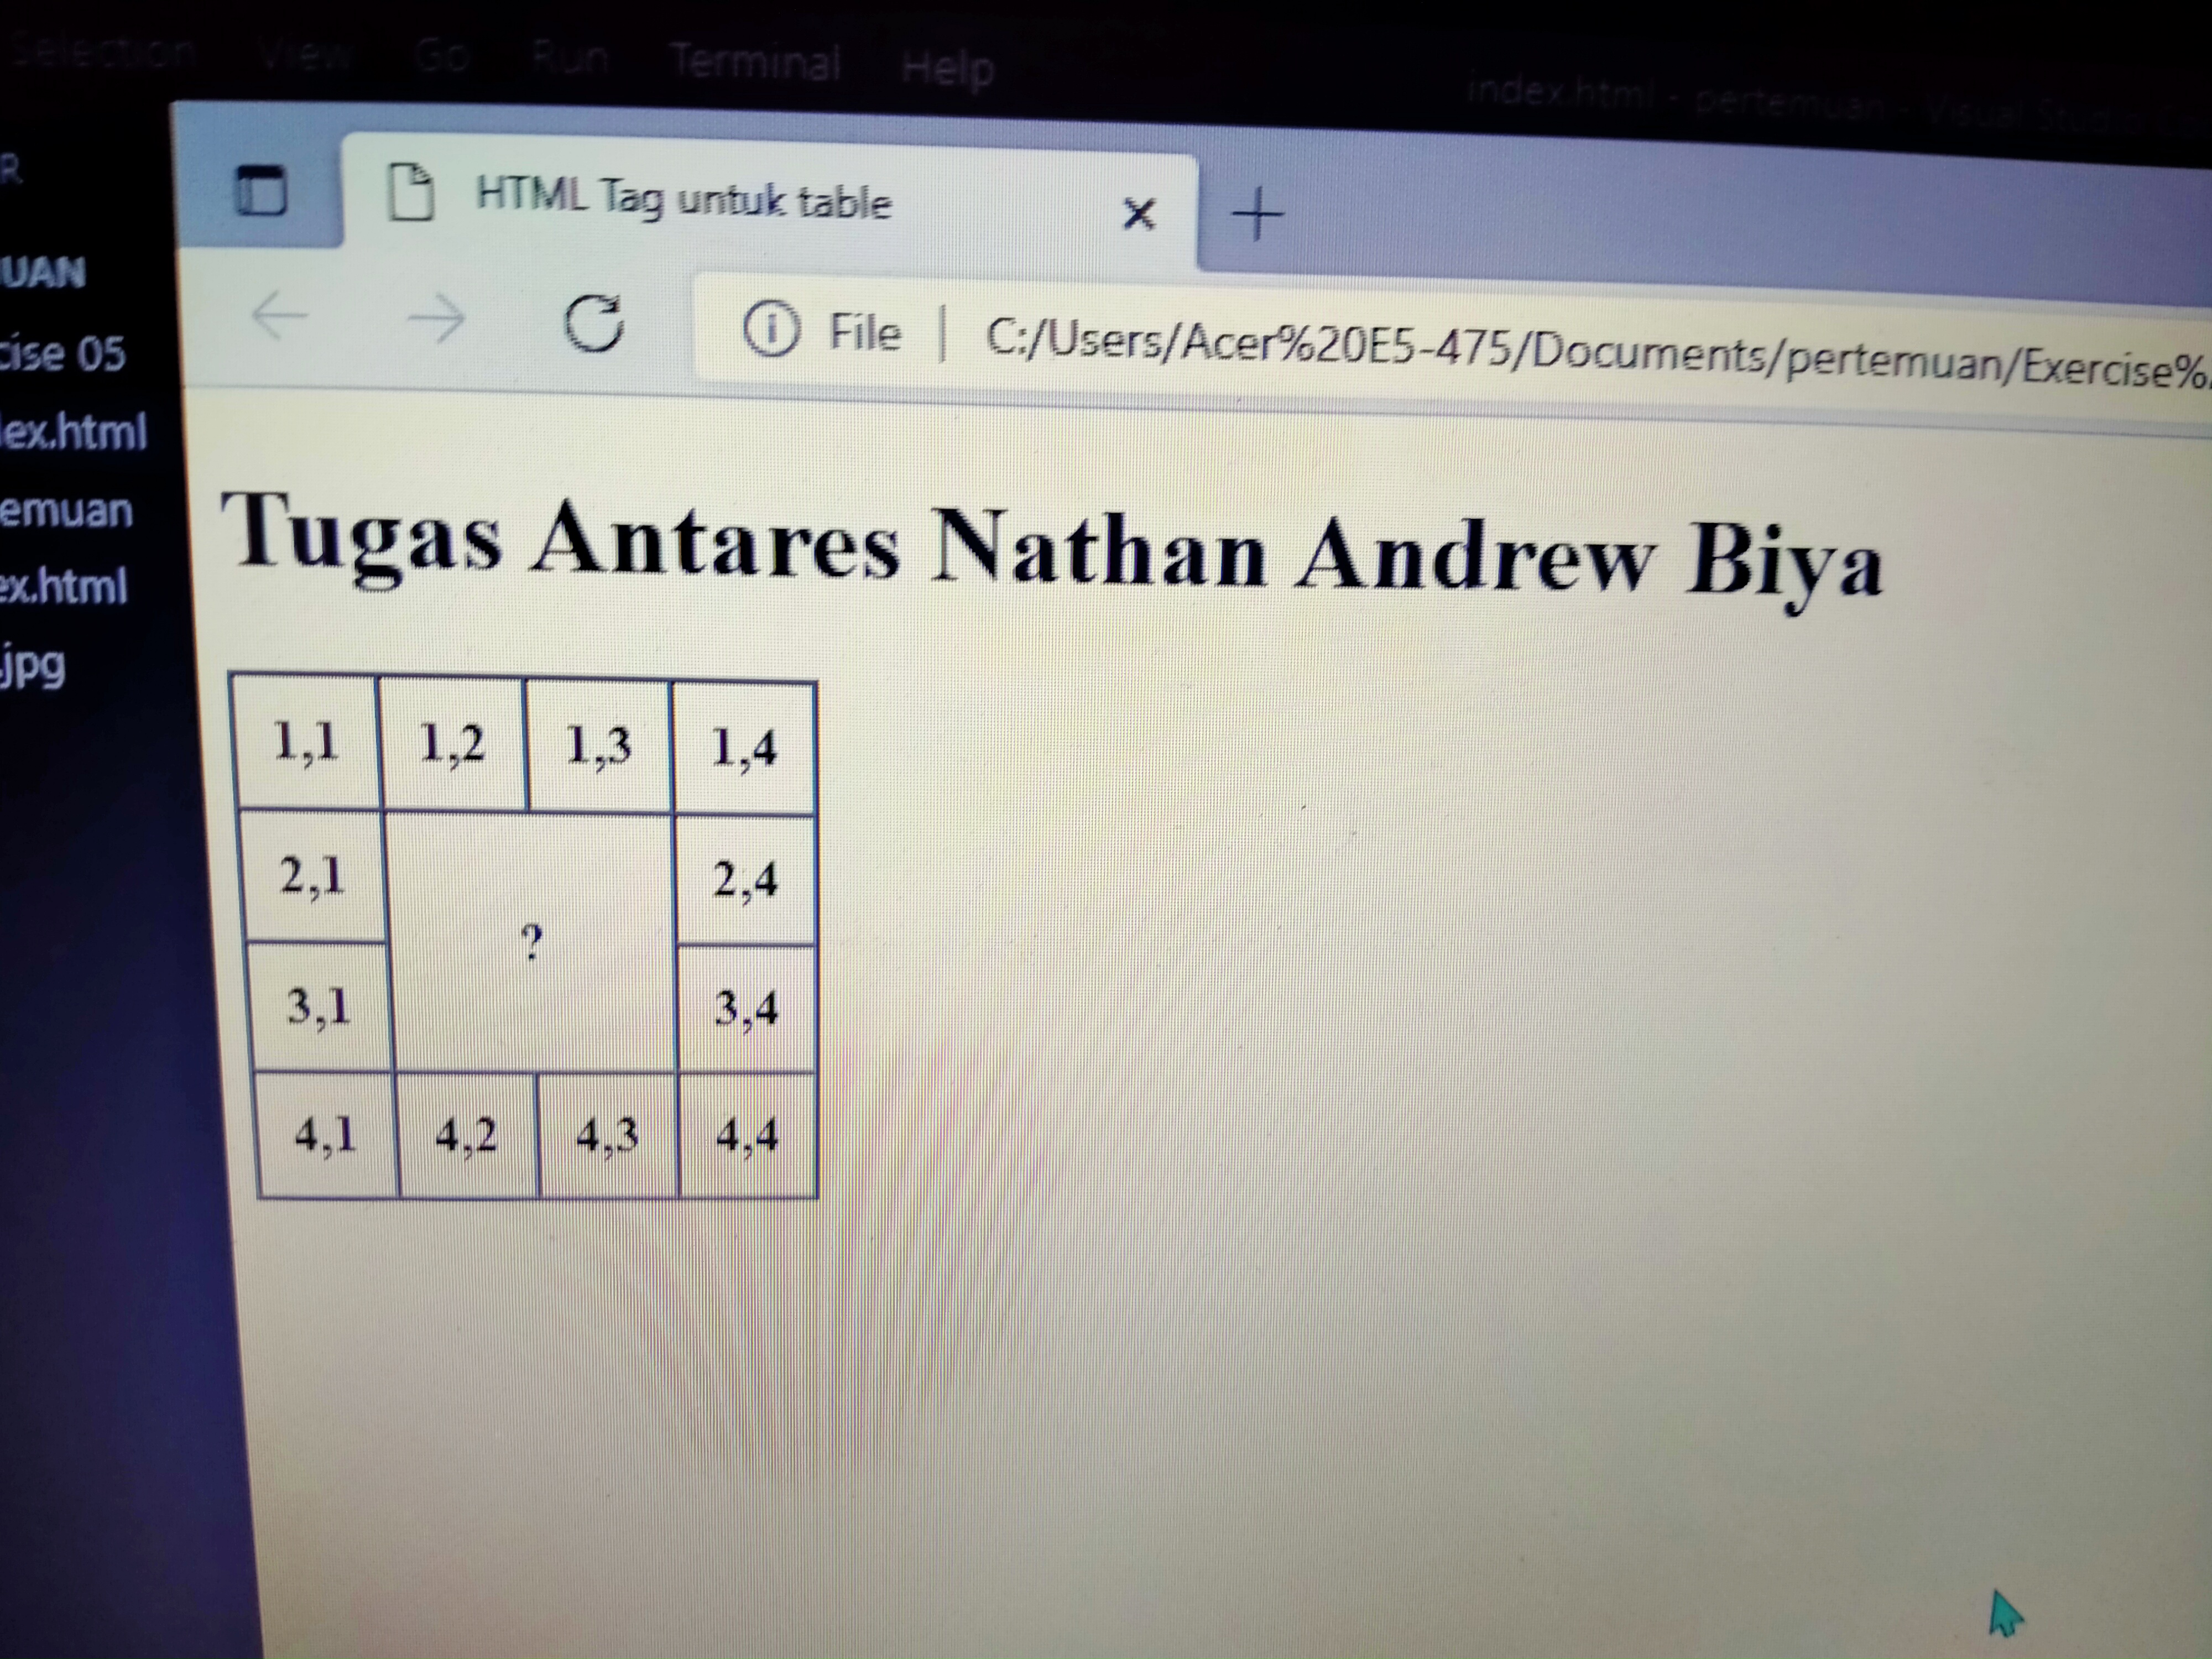 Selection View Go Run Terminal Help
index.html - pertemuan - Visual
HTML Tag untuk table
File C:/Users/Acer%20E5-475/Documents/pertemuan/Exercise%
R
UAN
cise 05
ex.html
emuan
ex.html
.jpg
Tugas Antares Nathan Andrew Biya
1,1 1,2 1,3 1,4
2,1 2,4
?
3,1 3,4
4,1 4,2 4,3 4,4